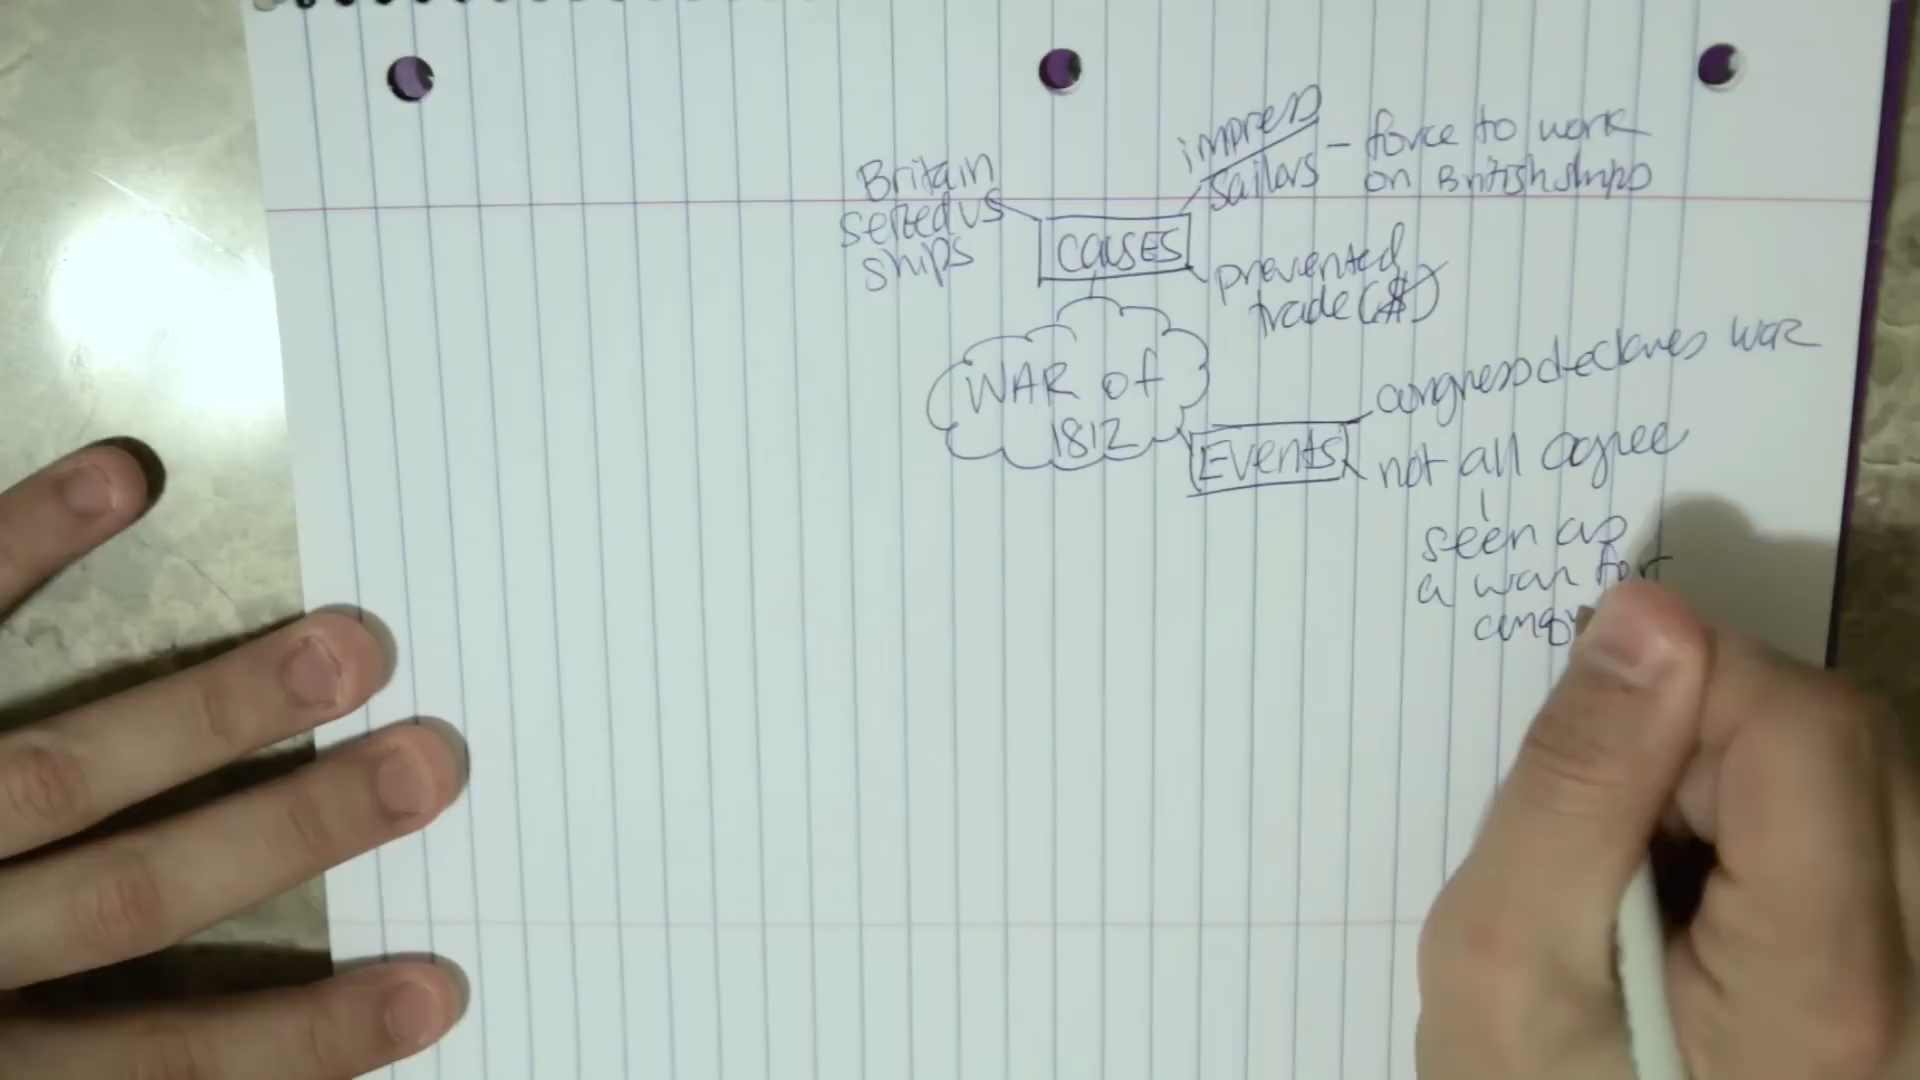 impress
sailors - force to work
on British ships
Britain
seized US
ships
CAUSES
prevented
trade ($)
WAR of
1812
Events
congress declares war
not all agree
seen as
a war for